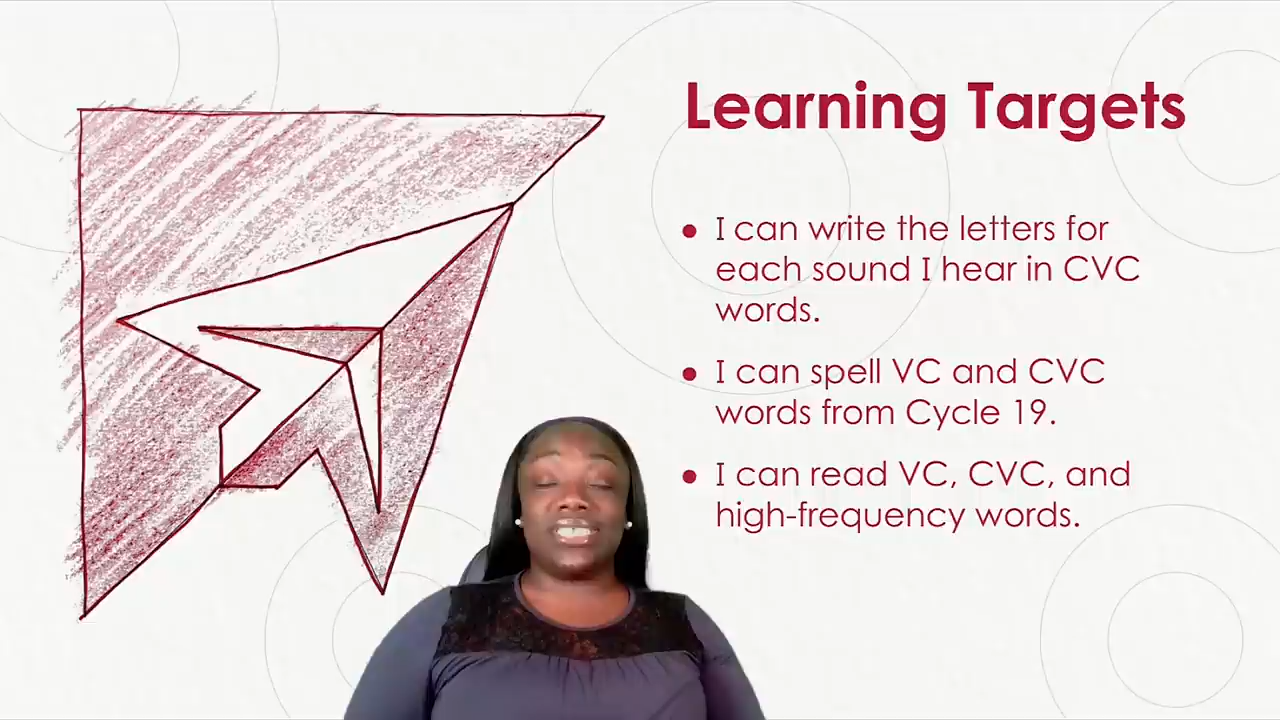 Learning Targets
● I can write the letters for
each sound I hear in CVC
words.
● I can spell VC and CVC
words from Cycle 19.
● I can read VC, CVC, and
high-frequency words.